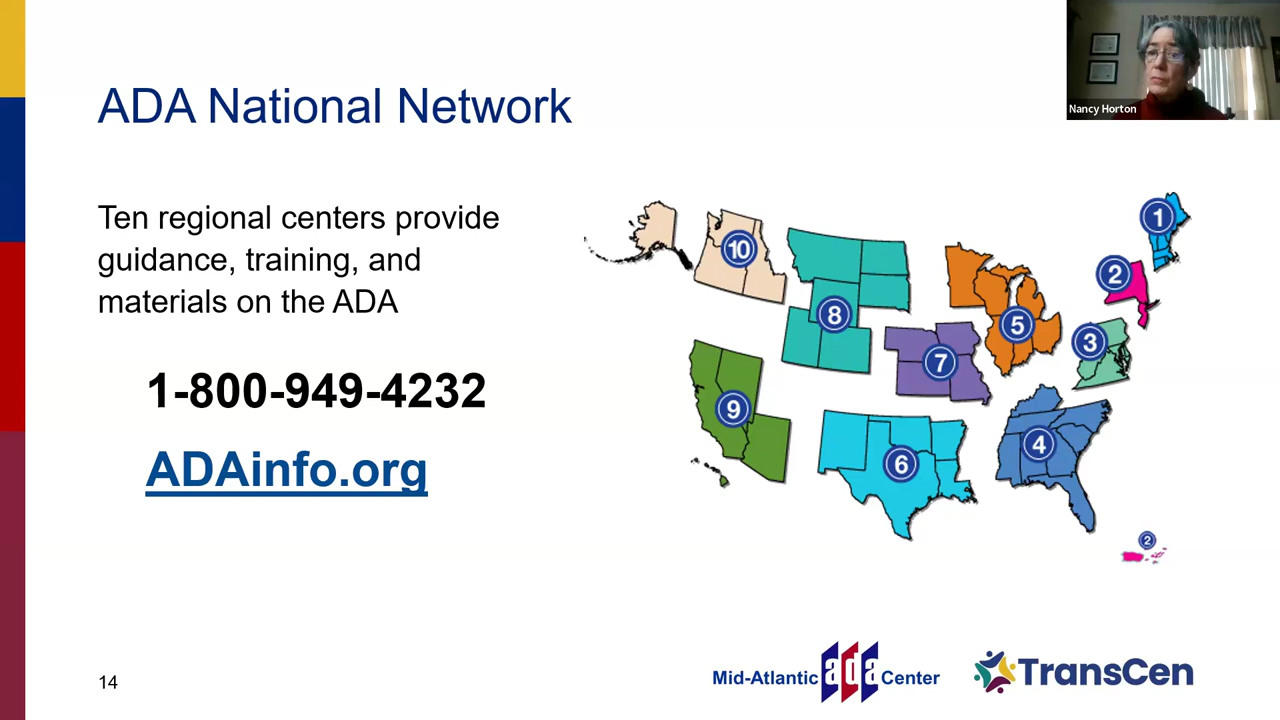 Nancy Horton
ADA National Network
Ten regional centers provide
guidance, training, and
materials on the ADA
1-800-949-4232
ADAinfo.org
1
10
2
8
5
3
7
9
4
6
2
14
Mid-Atlantic ada Center
TransCen